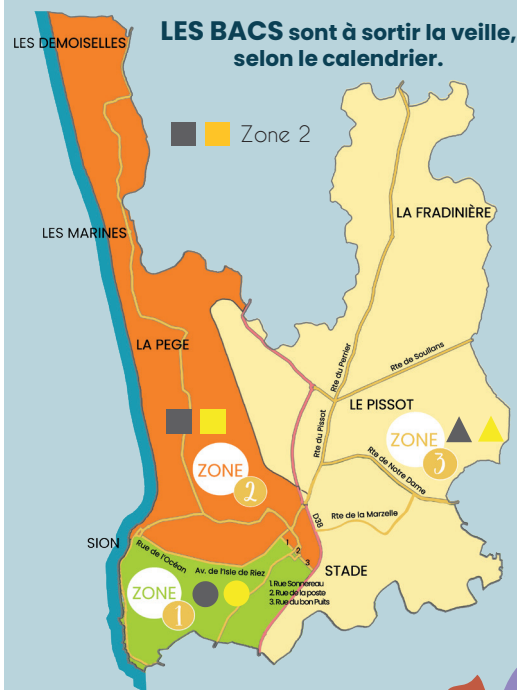 LES BACS sont à sortir la veille,
selon le calendrier.
LES DEMOISELLES
Zone 2
LA FRADINIÈRE
LES MARINES
LA PEGE
Rte du Perrier
Rte de Soullans
LE PISSOT
Rte du Pissot
ZONE
3
ZONE
2
Rte de Notre Dame
D38
Rte de la Marzelle
SION
Rue de l'Océan
Av. de l'Isle de Riez
1
2
3
STADE
1. Rue Sonnereau
2. Rue de la poste
3. Rue du bon Puits
ZONE
1